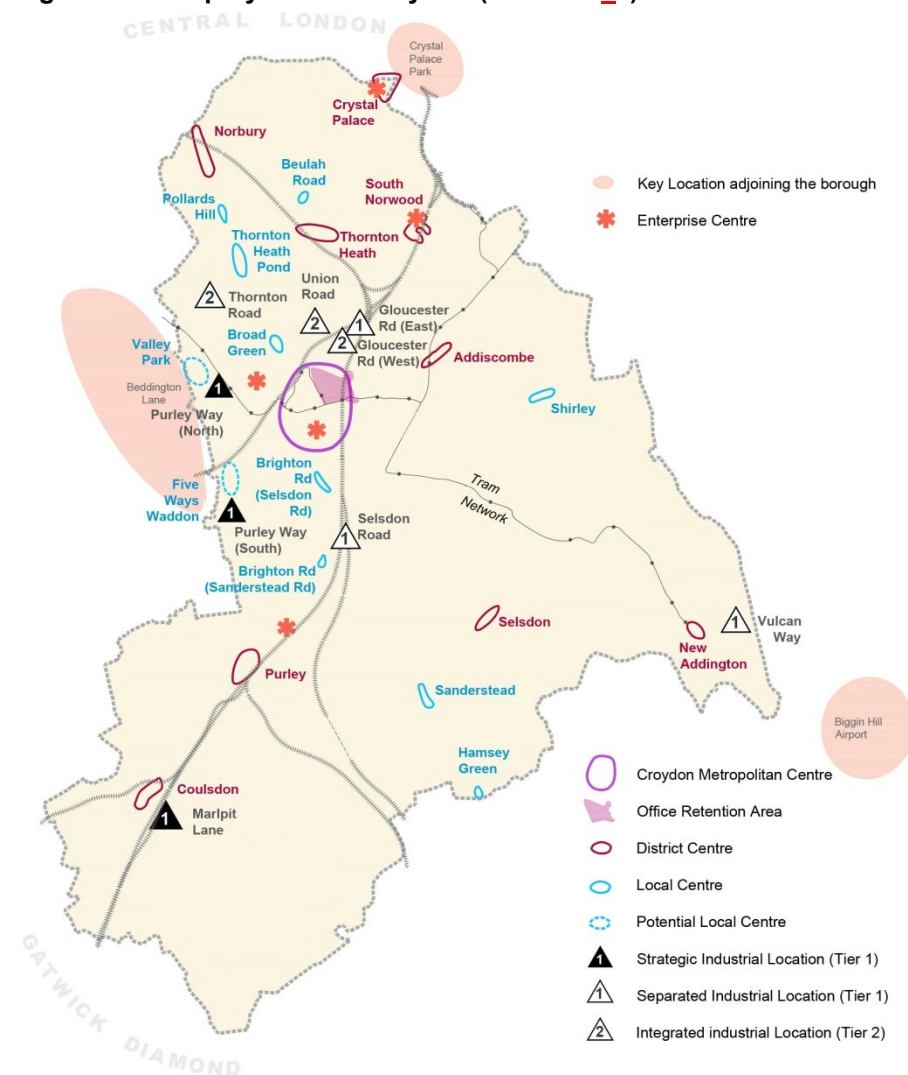 CENTRAL LONDON
Crystal
Palace
Park
Crystal
Palace
Norbury
Beulah
Road
South
Norwood
Pollards
Hill
Thornton
Heath
Thornton
Heath
Pond
Union
Road
2
Thornton
Road
2
1
Gloucester
Rd (East)
2
Gloucester
Rd (West)
Broad
Green
Valley
Park
Addiscombe
Beddington
Lane
1
Purley Way
(North)
Shirley
Brighton
Rd
(Selsdon
Rd)
Five
Ways
Waddon
1
Purley Way
(South)
Tram
Network
Selsdon
Road
1
Brighton Rd
(Sanderstead Rd)
Selsdon
New
Addington
1
Vulcan
Way
Purley
Sanderstead
Biggin Hill
Airport
Hamsey
Green
Coulsdon
1
Marlpit
Lane
GATWICK
DIAMOND
Key Location adjoining the borough
Enterprise Centre
Croydon Metropolitan Centre
Office Retention Area
District Centre
Local Centre
Potential Local Centre
1 Strategic Industrial Location (Tier 1)
1 Separated Industrial Location (Tier 1)
2 Integrated industrial Location (Tier 2)